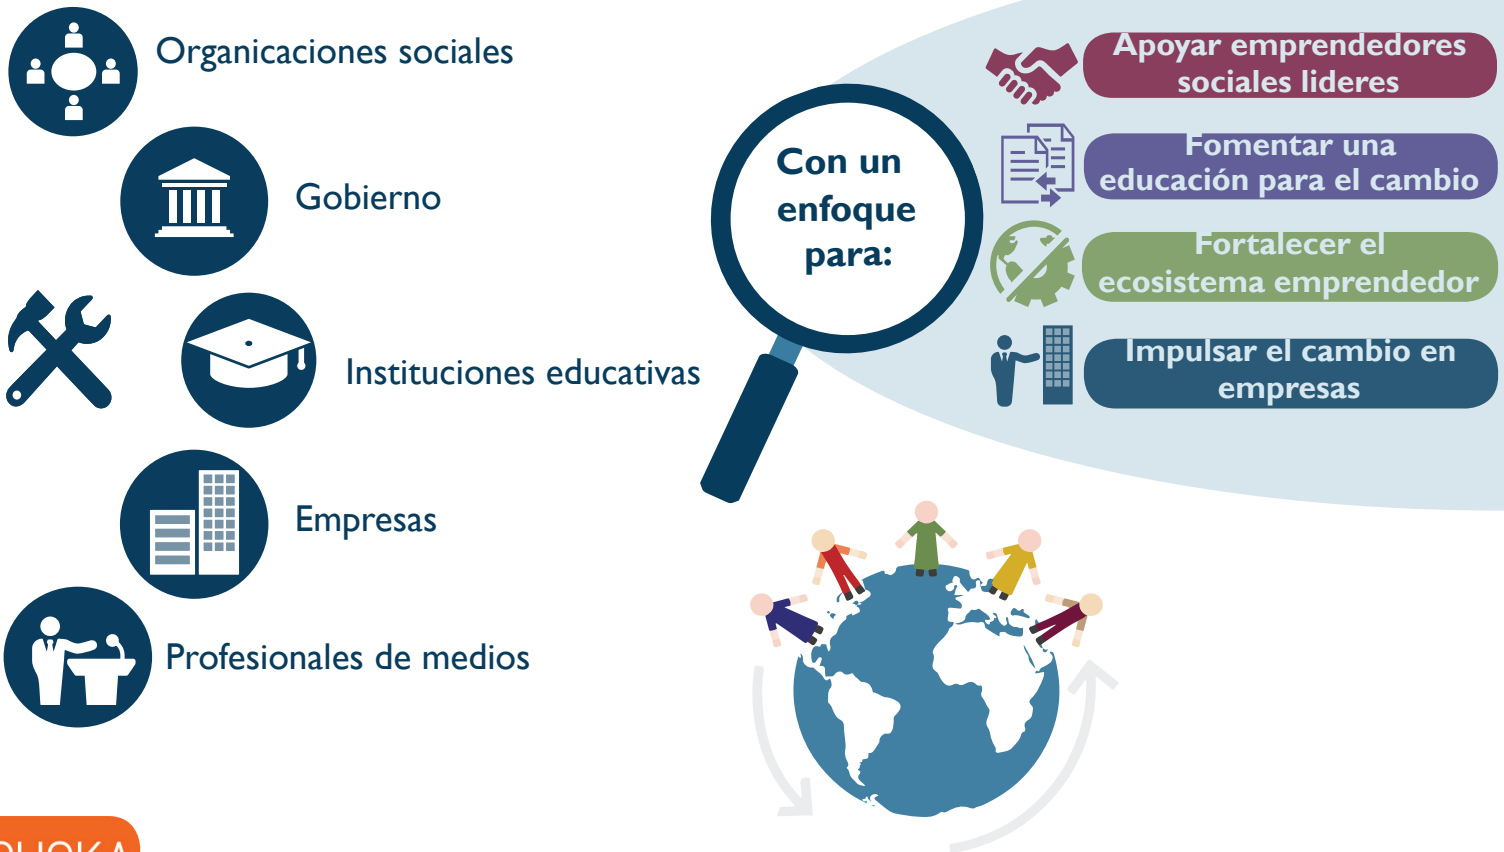 Organicaciones sociales
Gobierno
Instituciones educativas
Empresas
Profesionales de medios
Con un
enfoque
para:
Apoyar emprendedores
sociales lideres
Fomentar una
educación para el cambio
Fortalecer el
ecosistema emprendedor
Impulsar el cambio en
empresas